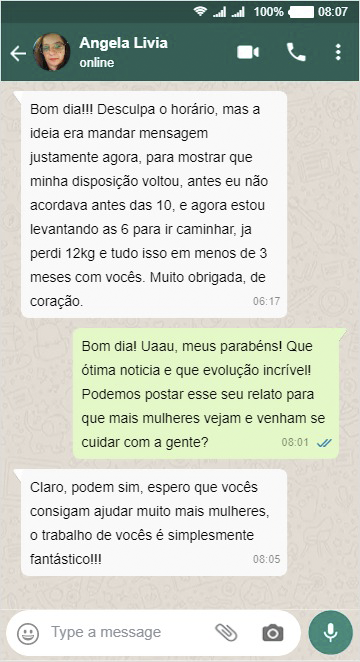 100% 08:07
Angela Livia
online
Bom dia!!! Desculpa o horário, mas a
ideia era mandar mensagem
justamente agora, para mostrar que
minha disposição voltou, antes eu não
acordava antes das 10, e agora estou
levantando as 6 para ir caminhar, ja
perdi 12kg e tudo isso em menos de 3
meses com vocês. Muito obrigada, de
coração. 06:17
Bom dia! Uaau, meus parabéns! Que
ótima noticia e que evolução incrível!
Podemos postar esse seu relato para
que mais mulheres vejam e venham se
cuidar com a gente? 08:01
Claro, podem sim, espero que vocês
consigam ajudar muito mais mulheres,
o trabalho de vocês é simplesmente
fantástico!!! 08:05
Type a message